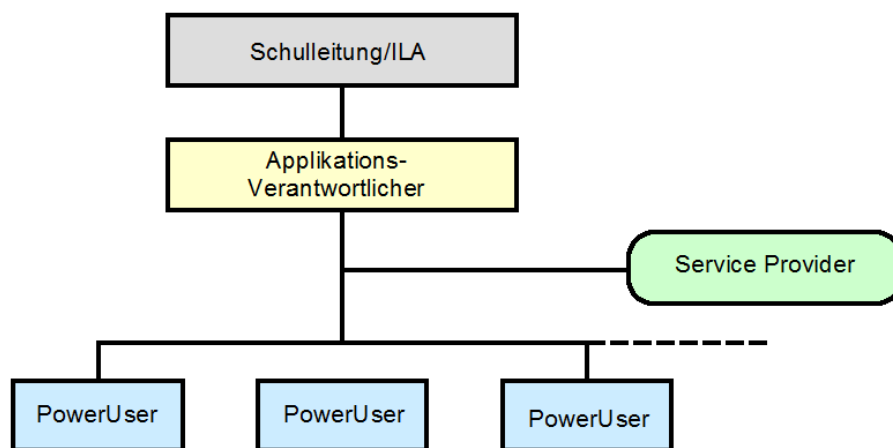 Schulleitung/ILA
Applikations-
Verantwortlicher
Service Provider
PowerUser
PowerUser
PowerUser